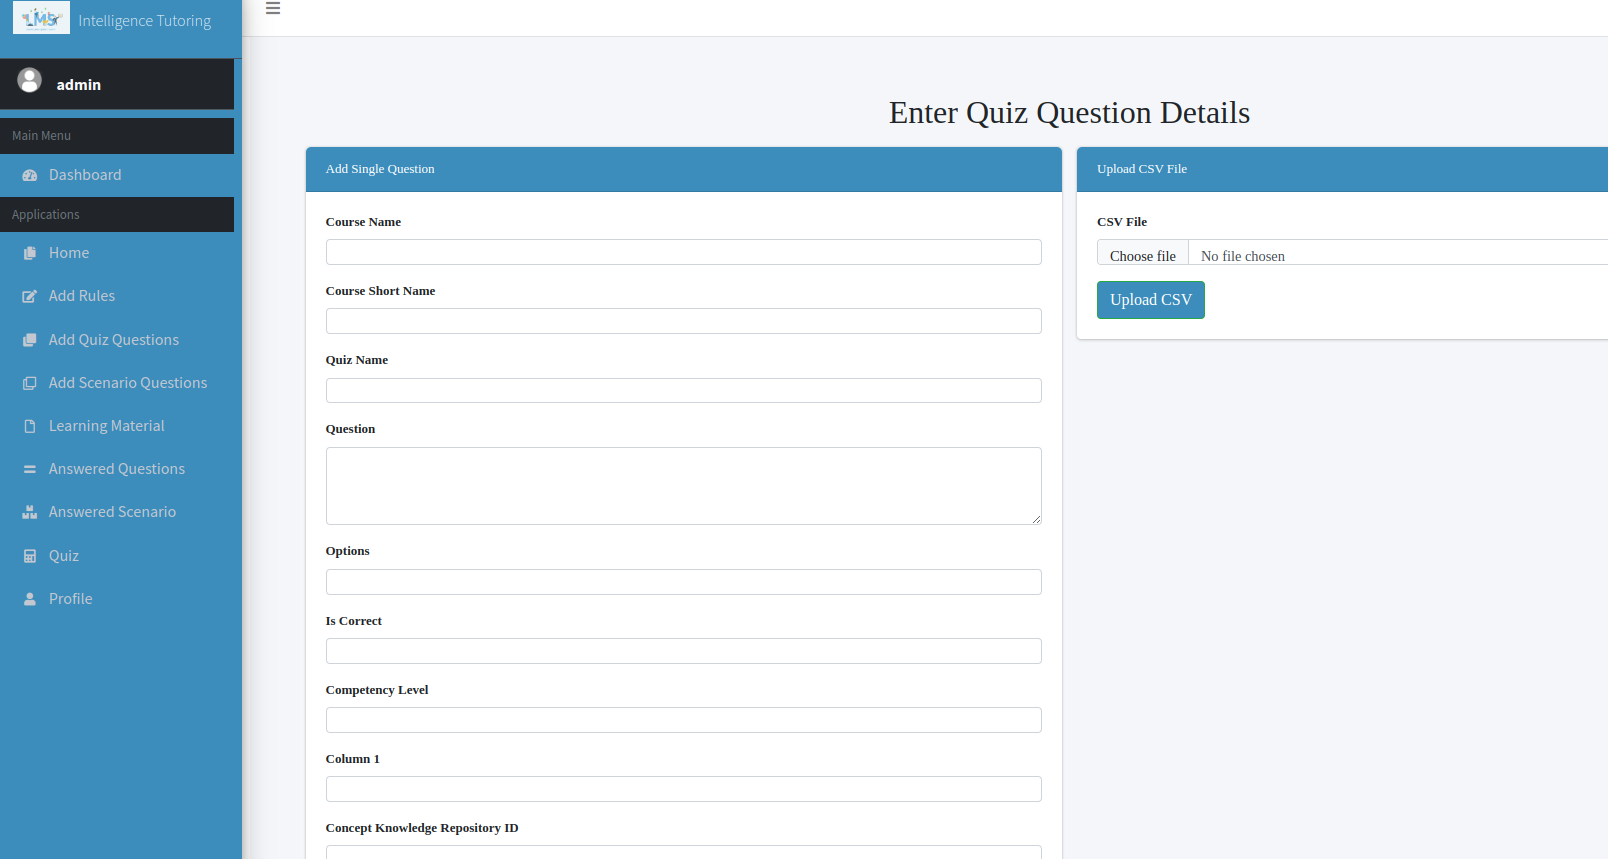 LMS
Intelligence Tutoring
admin
Main Menu
Dashboard
Applications
Home
Add Rules
Add Quiz Questions
Add Scenario Questions
Learning Material
Answered Questions
Answered Scenario
Quiz
Profile
Enter Quiz Question Details
Add Single Question
Course Name
Course Short Name
Quiz Name
Question
Options
Is Correct
Competency Level
Column 1
Concept Knowledge Repository ID
Upload CSV File
CSV File
Choose file No file chosen
Upload CSV